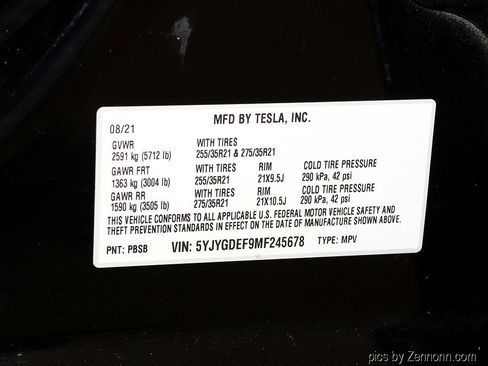 MFD BY TESLA, INC.
08/21
GVWR WITH TIRES
2591 kg (5712 lb) 255/35R21 & 275/35R21
GAWR FRT WITH TIRES RIM COLD TIRE PRESSURE
1363 kg (3004 lb) 255/35R21 21X9.5J 290 kPa, 42 psi
GAWR RR WITH TIRES RIM COLD TIRE PRESSURE
1590 kg (3505 lb) 275/35R21 21X10.5J 290 kPa, 42 psi
THIS VEHICLE CONFORMS TO ALL APPLICABLE U.S. FEDERAL MOTOR VEHICLE SAFETY AND
THEFT PREVENTION STANDARDS IN EFFECT ON THE DATE OF MANUFACTURE SHOWN ABOVE.
PNT: PBSB VIN: 5YJYGDEF9MF245678 TYPE: MPV
pics by Zennonn.com